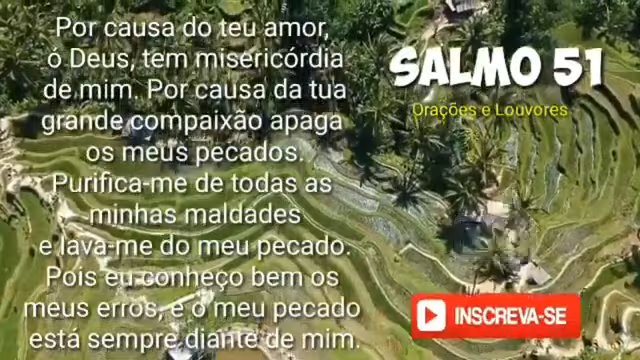 Por causa do teu amor,
ó Deus, tem misericórdia
de mim. Por causa da tua
grande compaixão apaga
os meus pecados.
Purifica-me de todas as
minhas maldades
e lava-me do meu pecado.
Pois eu conheço bem os
meus erros, e o meu pecado
está sempre diante de mim.
SALMO 51
Orações e Louvores
INSCREVA-SE